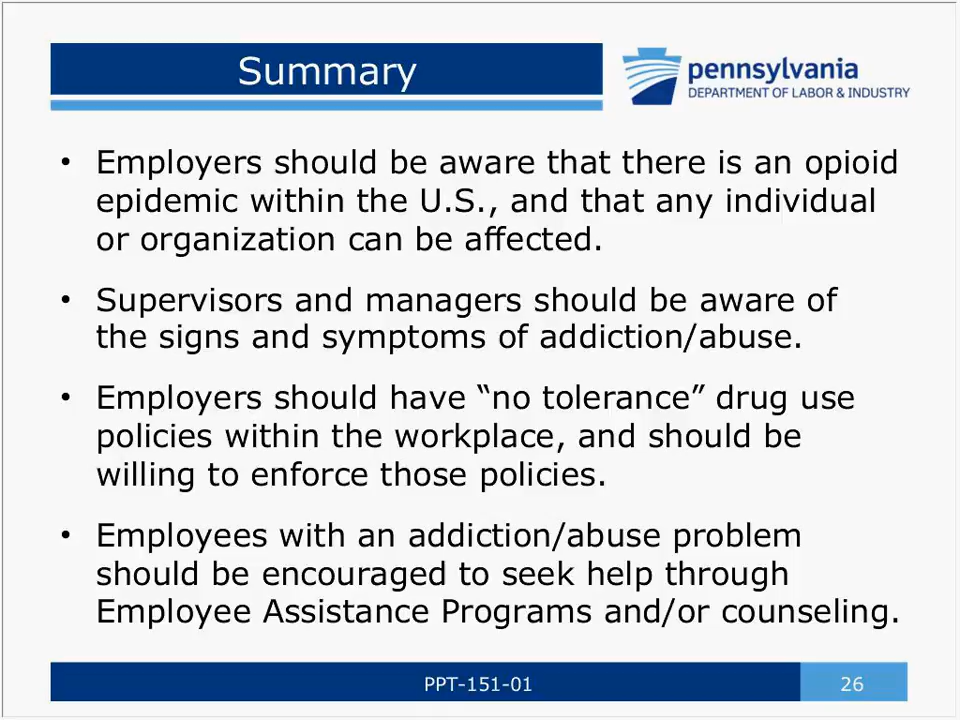 Summary
pennsylvania
DEPARTMENT OF LABOR & INDUSTRY
• Employers should be aware that there is an opioid
epidemic within the U.S., and that any individual
or organization can be affected.
• Supervisors and managers should be aware of
the signs and symptoms of addiction/abuse.
• Employers should have “no tolerance” drug use
policies within the workplace, and should be
willing to enforce those policies.
• Employees with an addiction/abuse problem
should be encouraged to seek help through
Employee Assistance Programs and/or counseling.
PPT-151-01
26